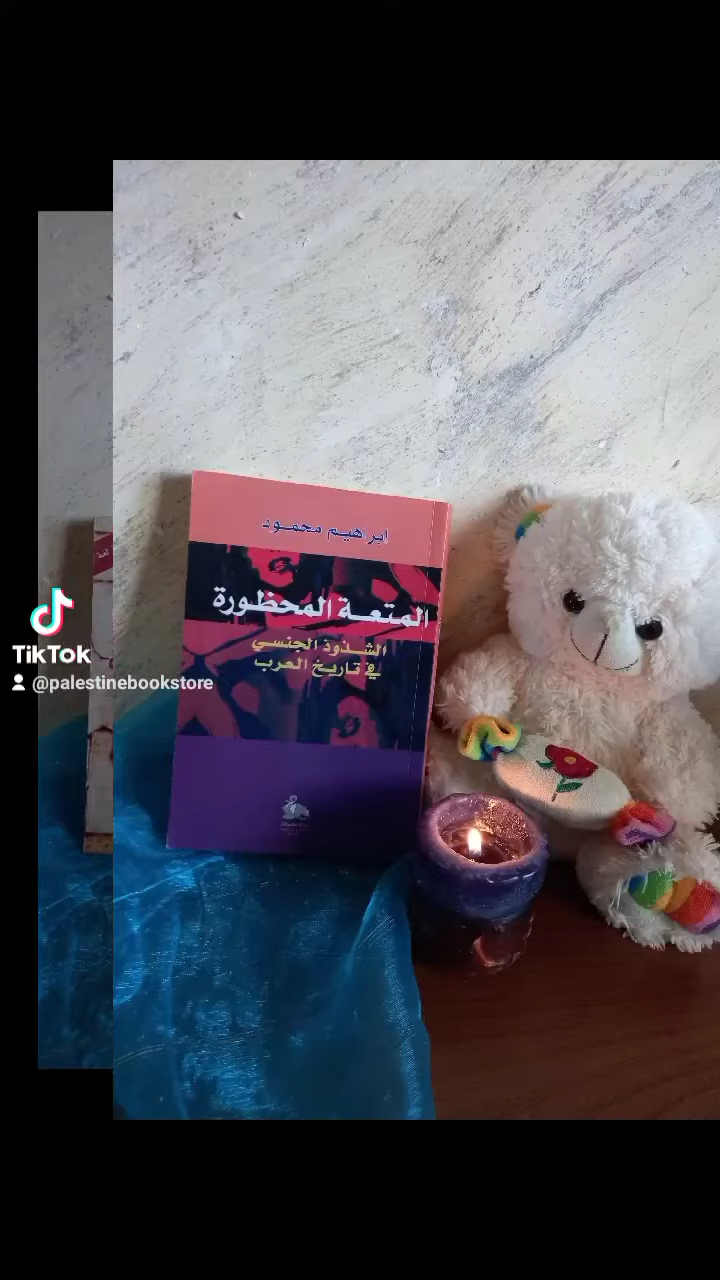 ابراهيم محمود
المتعة المحظورة
الشذوذ الجنسي
في تاريخ العرب
TikTok
@palestinebookstore